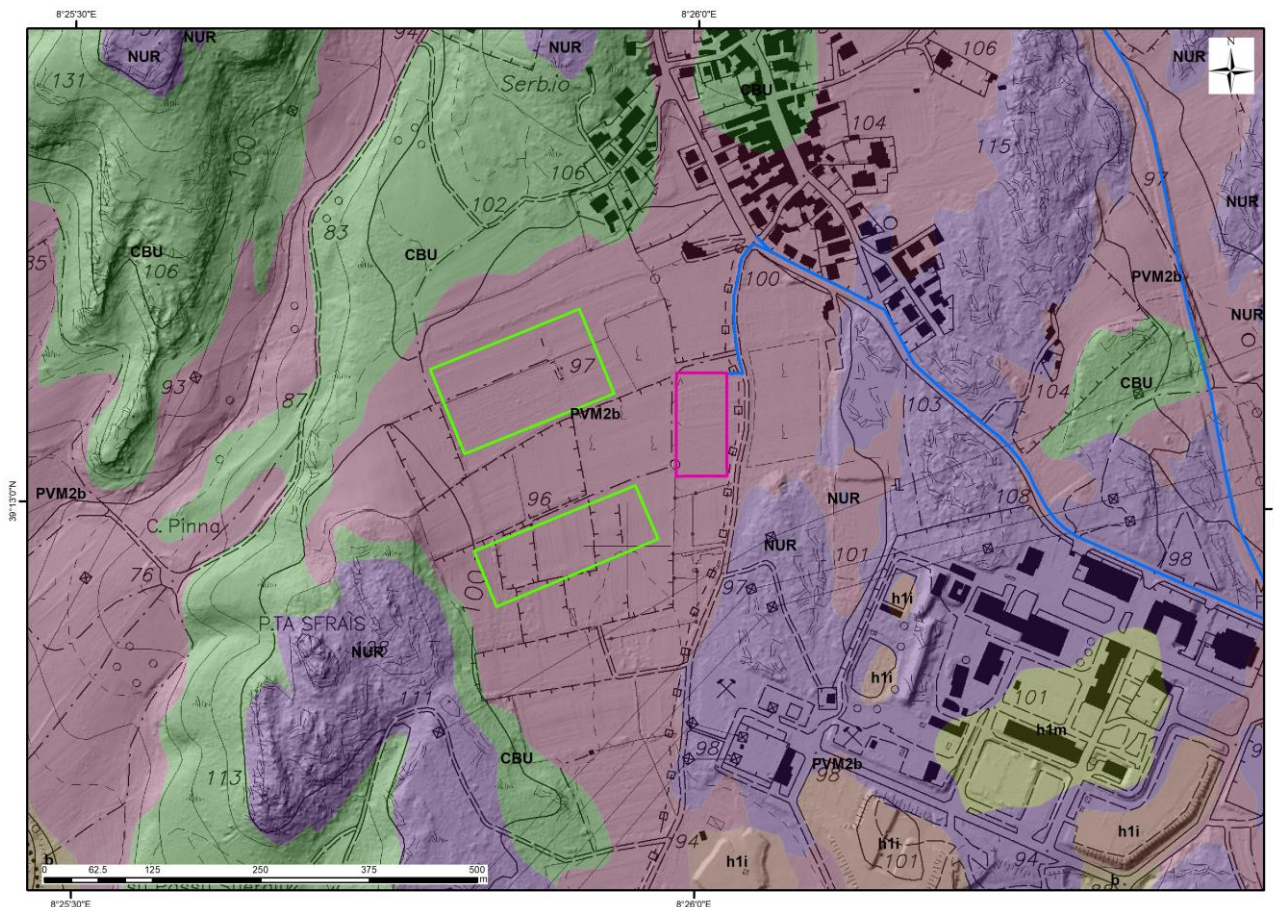 8°25'30"E
8°26'0"E
NUR
NUR
NUR
94
106
NUR
N
131
Serb.io
CBU
104
100
115
106
97
102
NUR
83
CBU
CBU
106
85
100
PVM2b
NUR
97
CBU
93
104
PVM2b
87
103
39°13'0"N
PVM2b
96
108
NUR
C. Pinna
NUR
101
98
76
97
h1i
100
P.TA SERAIS
NUR
h1i
101
h1m
98
CBU
PVM2b
98
113
h1i
94
h1i
101
94
h1i
b
b
0 62.5 125 250 375 500
m
8°25'30"E
8°26'0"E